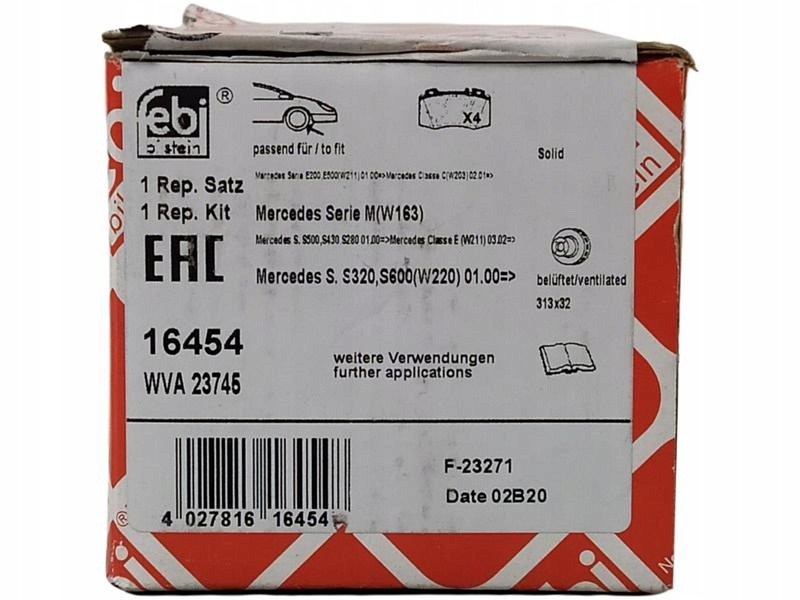 febi
bilstein
®
passend für / to fit
X4
Solid
1 Rep. Satz
1 Rep. Kit
Mercedes Serie E200,E500(W211) 01.00=>Mercedes Classe C(W203) 02.01=>
Mercedes Serie M(W163)
Mercedes S. S500,S430 S280 01.00=>Mercedes Classe E (W211) 03.02=>
Mercedes S. S320,S600(W220) 01.00=>
EAC
belüftet/ventilated
313x32
16454
WVA 23745
weitere Verwendungen
further applications
F-23271
Date 02B20
4 027816 16454